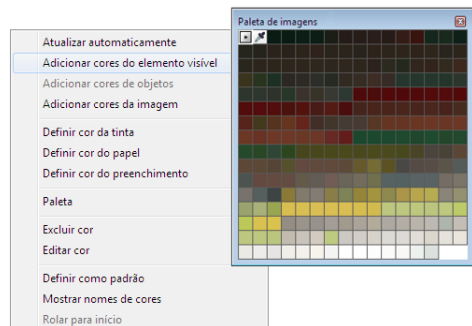 Paleta de imagens
Atualizar automaticamente
Adicionar cores do elemento visível
Adicionar cores de objetos
Adicionar cores da imagem
Definir cor da tinta
Definir cor do papel
Definir cor do preenchimento
Paleta
Excluir cor
Editar cor
Definir como padrão
Mostrar nomes de cores
Rolar para início